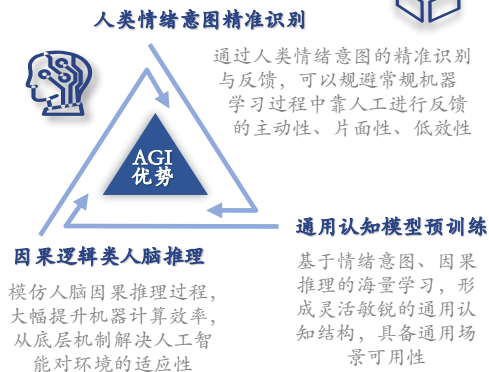 人类情绪意图精准识别
通过人类情绪意图的精准识别
与反馈，可以规避常规机器
学习过程中靠人工进行反馈
的主动性、片面性、低效性
AGI
优势
因果逻辑类人脑推理
模仿人脑因果推理过程，
大幅提升机器计算效率，
从底层机制解决人工智
能对环境的适应性
通用认知模型预训练
基于情绪意图、因果
推理的海量学习，形
成灵活敏锐的通用认
知结构，具备通用场
景可用性